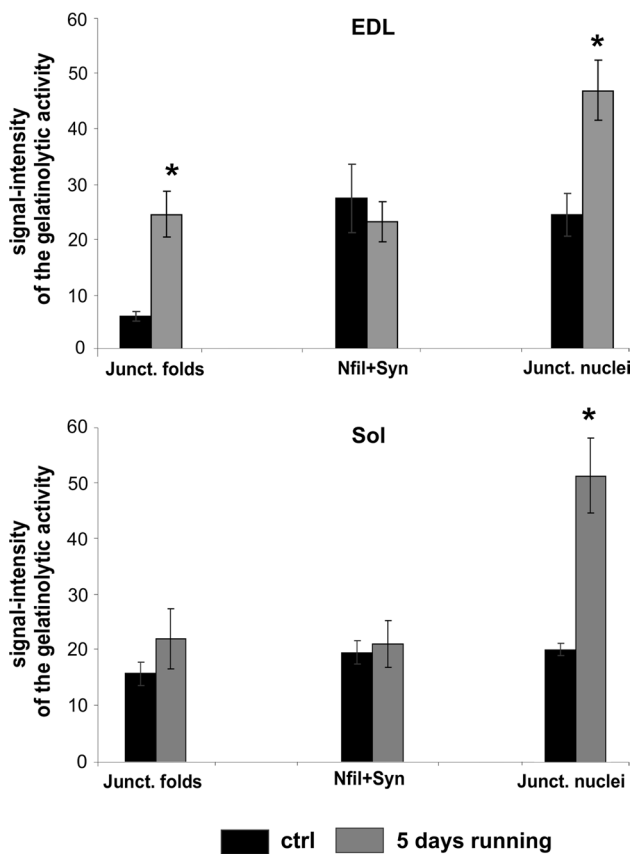 EDL
signal-intensity
of the gelatinolytic activity
60
50
40
30
20
10
0
*
*
Junct. folds
Nfil+Syn
Junct. nuclei
Sol
signal-intensity
of the gelatinolytic activity
60
50
40
30
20
10
0
*
Junct. folds
Nfil+Syn
Junct. nuclei
ctrl
5 days running